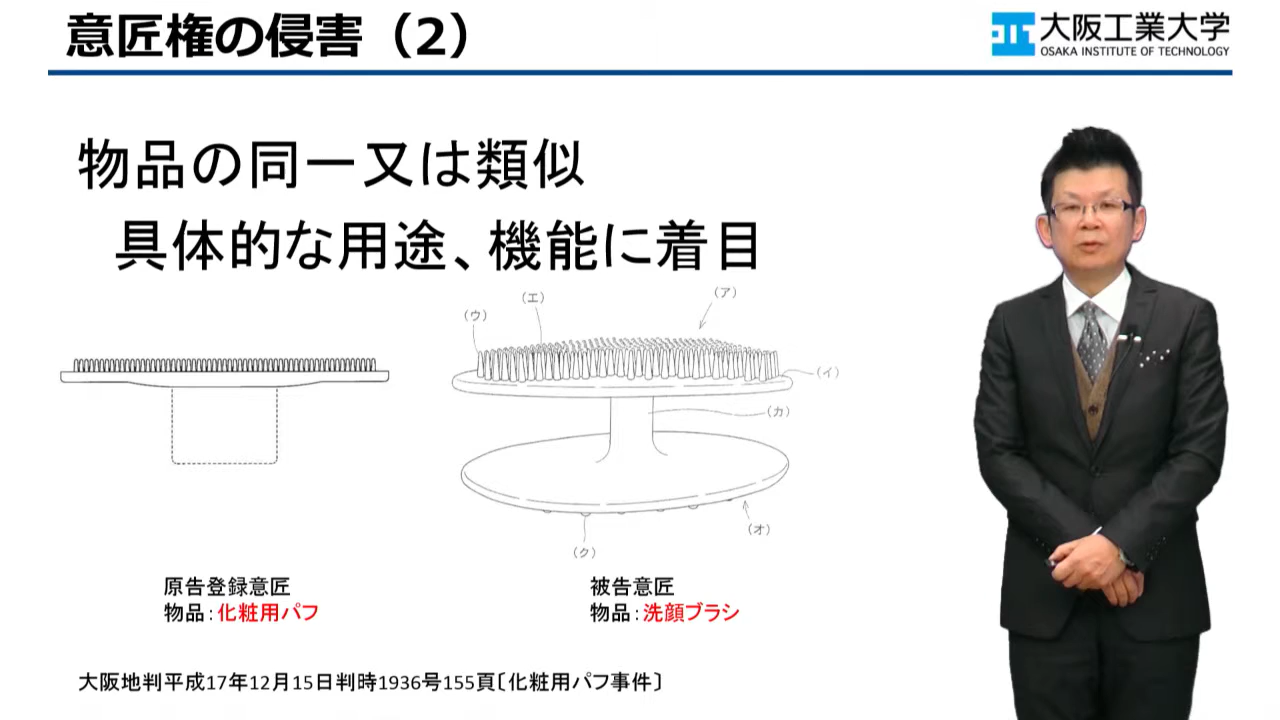 意匠権の侵害（2）
大阪工業大学
OSAKA INSTITUTE OF TECHNOLOGY
物品の同一又は類似
具体的な用途、機能に着目
（ア）
（エ）
（ウ）
（イ）
（カ）
（オ）
（ク）
原告登録意匠
物品：化粧用パフ
被告意匠
物品：洗顔ブラシ
大阪地判平成17年12月15日判時1936号155頁〔化粧用パフ事件〕